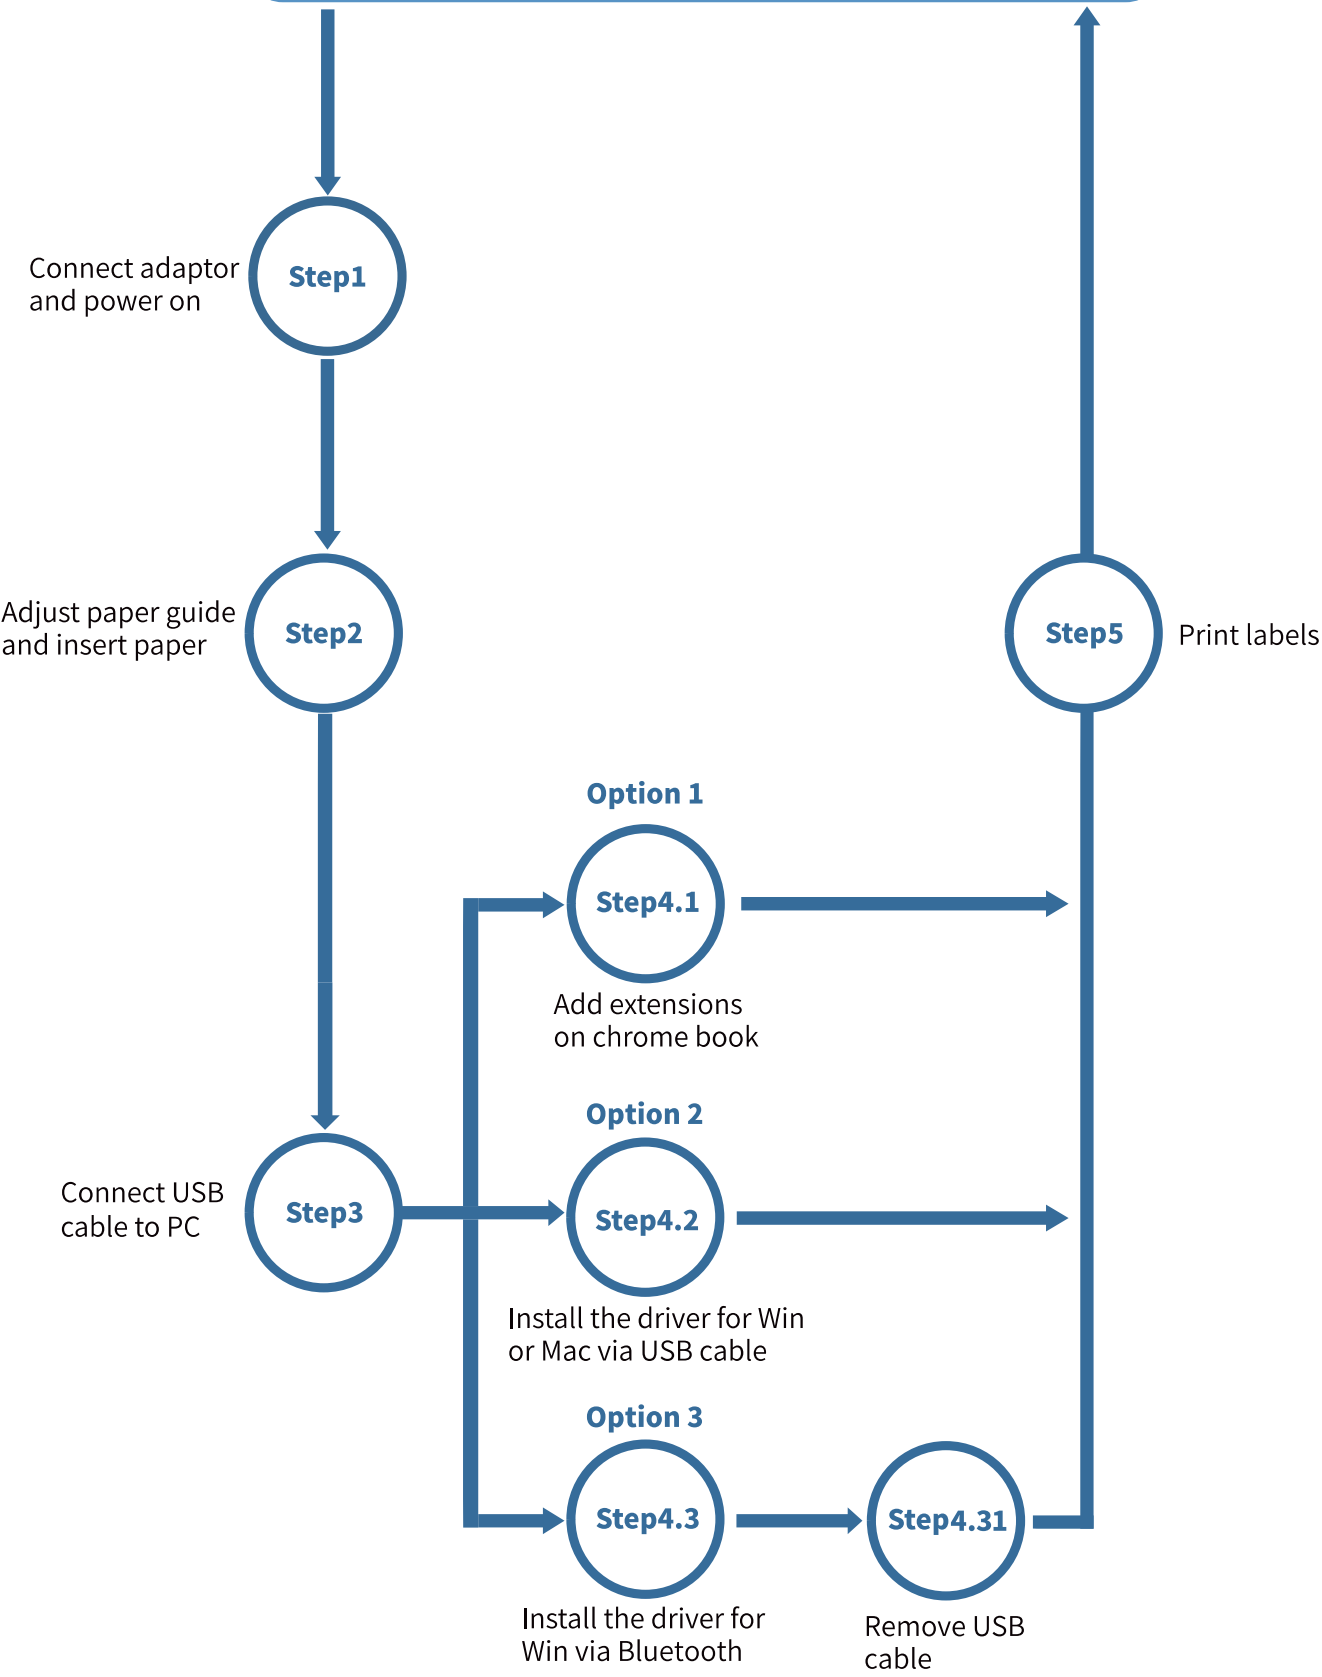 Step1
Connect adaptor
and power on
Step2
Adjust paper guide
and insert paper
Step5
Print labels
Option 1
Step4.1
Add extensions
on chrome book
Option 2
Step3
Connect USB
cable to PC
Step4.2
Install the driver for Win
or Mac via USB cable
Option 3
Step4.3
Install the driver for
Win via Bluetooth
Step4.31
Remove USB
cable